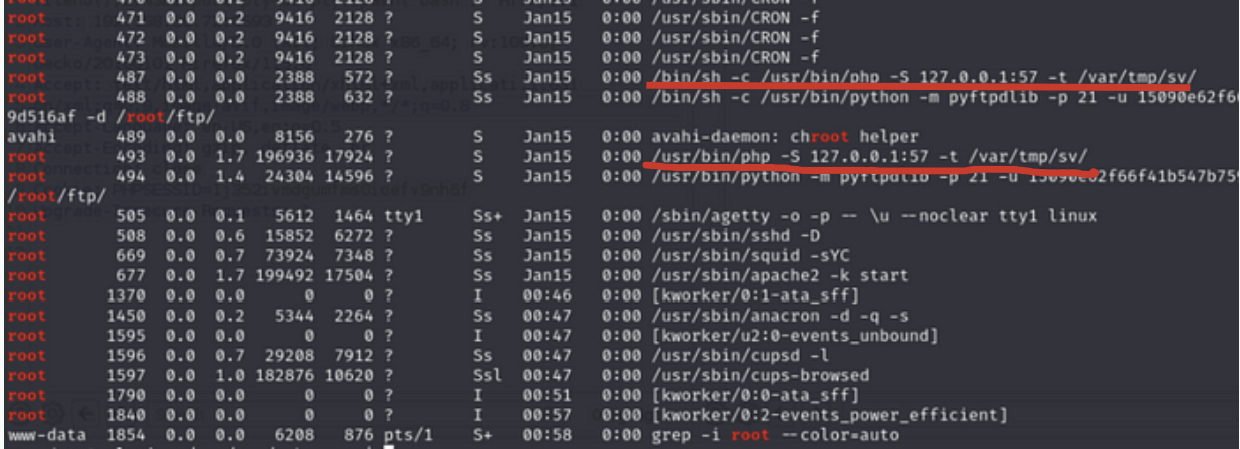 root 471 0.0 0.2 9416 2128 ? S Jan15 0:00 /usr/sbin/CRON -f
root 472 0.0 0.2 9416 2128 ? S Jan15 0:00 /usr/sbin/CRON -f
root 473 0.0 0.2 9416 2128 ? S Jan15 0:00 /usr/sbin/CRON -f
root 487 0.0 0.0 2388 572 ? Ss Jan15 0:00 /bin/sh -c /usr/bin/php -S 127.0.0.1:57 -t /var/tmp/sv/
root 488 0.0 0.0 2388 632 ? Ss Jan15 0:00 /bin/sh -c /usr/bin/python -m pyftpdlib -p 21 -u 15090e62f6
9d516af -d /root/ftp/
avahi 489 0.0 0.0 8156 276 ? S Jan15 0:00 avahi-daemon: chroot helper
root 493 0.0 1.7 196936 17924 ? S Jan15 0:00 /usr/bin/php -S 127.0.0.1:57 -t /var/tmp/sv/
root 494 0.0 1.4 24304 14596 ? S Jan15 0:00 /usr/bin/python -m pyftpdlib -p 21 -u 15090e62f66f41b547b75
/root/ftp/
root 505 0.0 0.1 5612 1464 tty1 Ss+ Jan15 0:00 /sbin/agetty -o -p -- \u --noclear tty1 linux
root 508 0.0 0.6 15852 6272 ? Ss Jan15 0:00 /usr/sbin/sshd -D
root 669 0.0 0.7 73924 7348 ? Ss Jan15 0:00 /usr/sbin/squid -sYC
root 677 0.0 1.7 199492 17504 ? Ss Jan15 0:00 /usr/sbin/apache2 -k start
root 1370 0.0 0.0 0 0 ? I 00:46 0:00 [kworker/0:1-ata_sff]
root 1450 0.0 0.2 5344 2264 ? Ss 00:47 0:00 /usr/sbin/anacron -d -q -s
root 1595 0.0 0.0 0 0 ? I 00:47 0:00 [kworker/u2:0-events_unbound]
root 1596 0.0 0.7 29208 7912 ? Ss 00:47 0:00 /usr/sbin/cupsd -l
root 1597 0.0 1.0 182876 10620 ? Ssl 00:47 0:00 /usr/sbin/cups-browsed
root 1790 0.0 0.0 0 0 ? I 00:51 0:00 [kworker/0:0-ata_sff]
root 1840 0.0 0.0 0 0 ? I 00:57 0:00 [kworker/0:2-events_power_efficient]
www-data 1854 0.0 0.0 6208 876 pts/1 S+ 00:58 0:00 grep -i root --color=auto